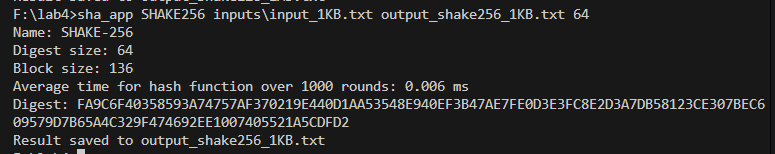 F:\lab4>sha_app SHAKE256 inputs\input_1KB.txt output_shake256_1KB.txt 64
Name: SHAKE-256
Digest size: 64
Block size: 136
Average time for hash function over 1000 rounds: 0.006 ms
Digest: FA9C6F40358593A74757AF370219E440D1AA53548E940EF3B47AE7FE0D3E3FC8E2D3A7DB58123CE307BEC6
09579D7B65A4C329F474692EE1007405521A5CDFD2
Result saved to output_shake256_1KB.txt